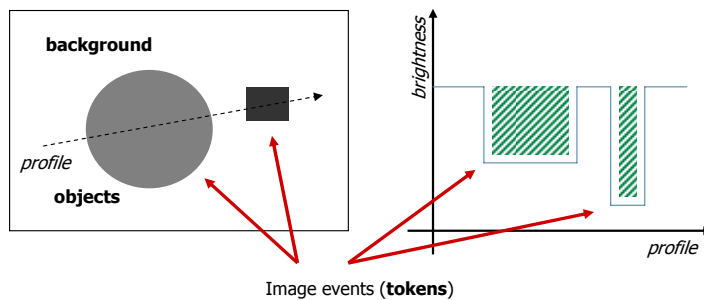 background
profile
objects
brightness
profile
Image events (tokens)